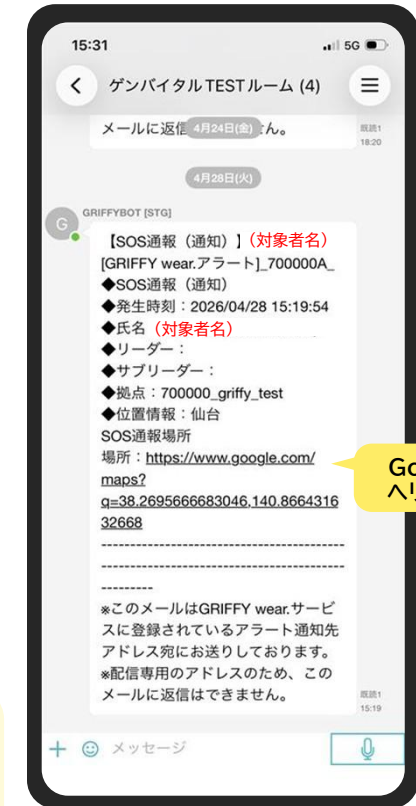 15:31
5G
ゲンバイタルTESTルーム (4)
メールに返信
4月24日(金)
ん。
既読1
18:20
4月28日(火)
G
GRIFFYBOT [STG]
【SOS通報（通知）】（対象者名）
[GRIFFY wear.アラート]_700000A_
◆SOS通報（通知）
◆発生時刻：2026/04/28 15:19:54
◆氏名（対象者名）
◆リーダー：
◆サブリーダー：
◆拠点：700000_griffy_test
◆位置情報：仙台
SOS通報場所
場所：https://www.google.com/
maps?
q=38.2695666683046,140.8664316
32668
------------------------------------------
------------------------------------------
---------
※このメールはGRIFFY wear.サービ
スに登録されているアラート通知先
アドレス宛にお送りしております。
※配信専用のアドレスのため、この
メールに返信はできません。
既読1
15:19
Go
へリ
メッセージ